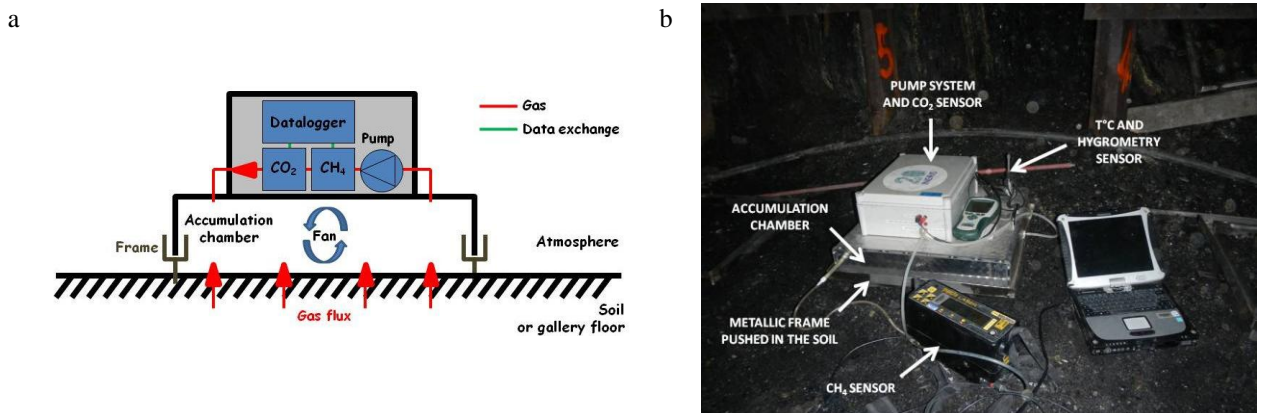 a
Datalogger
Pump
CO₂
CH₄
Gas
Data exchange
Accumulation
chamber
Frame
Fan
Atmosphere
Gas flux
Soil
or gallery floor
b
5
PUMP SYSTEM
AND CO₂ SENSOR
T°C AND
HYGROMETRY
SENSOR
ACCUMULATION
CHAMBER
METALLIC FRAME
PUSHED IN THE SOIL
CH₄ SENSOR